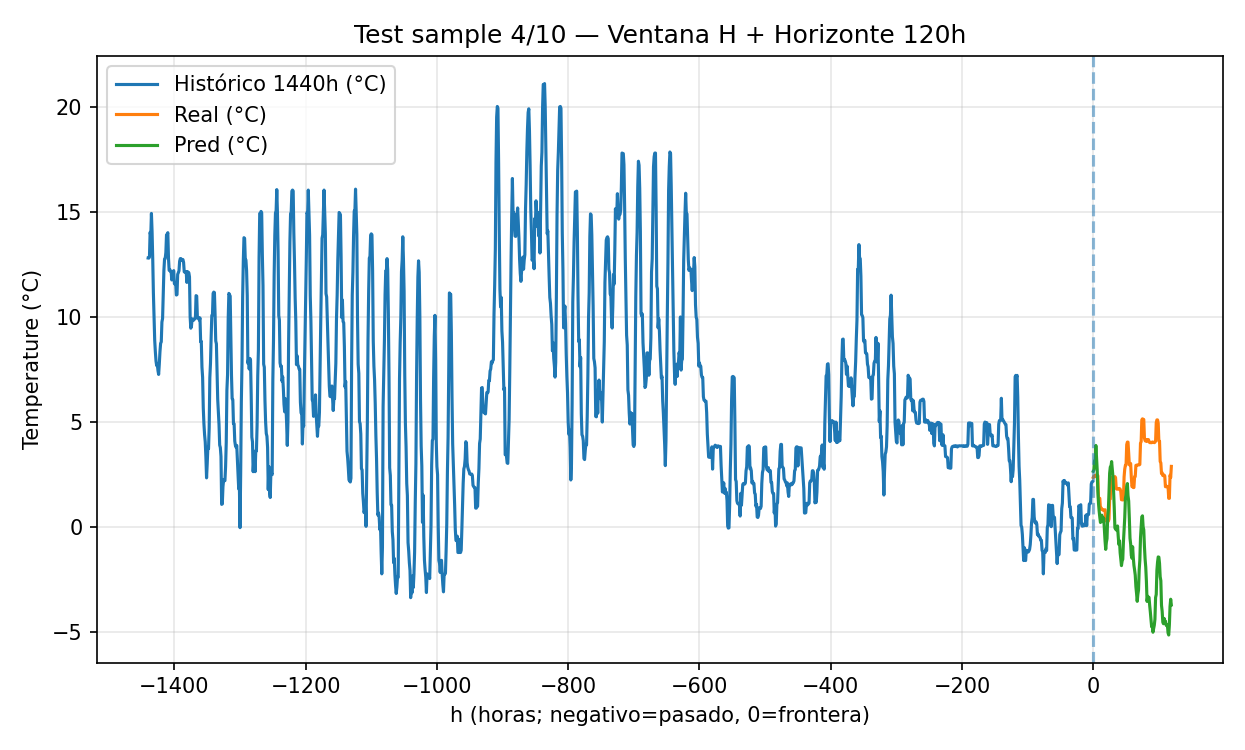 Test sample 4/10 — Ventana H + Horizonte 120h
Histórico 1440h (°C)
Real (°C)
Pred (°C)
Temperature (°C)
20
15
10
5
0
−5
−1400
−1200
−1000
−800
−600
−400
−200
0
h (horas; negativo=pasado, 0=frontera)